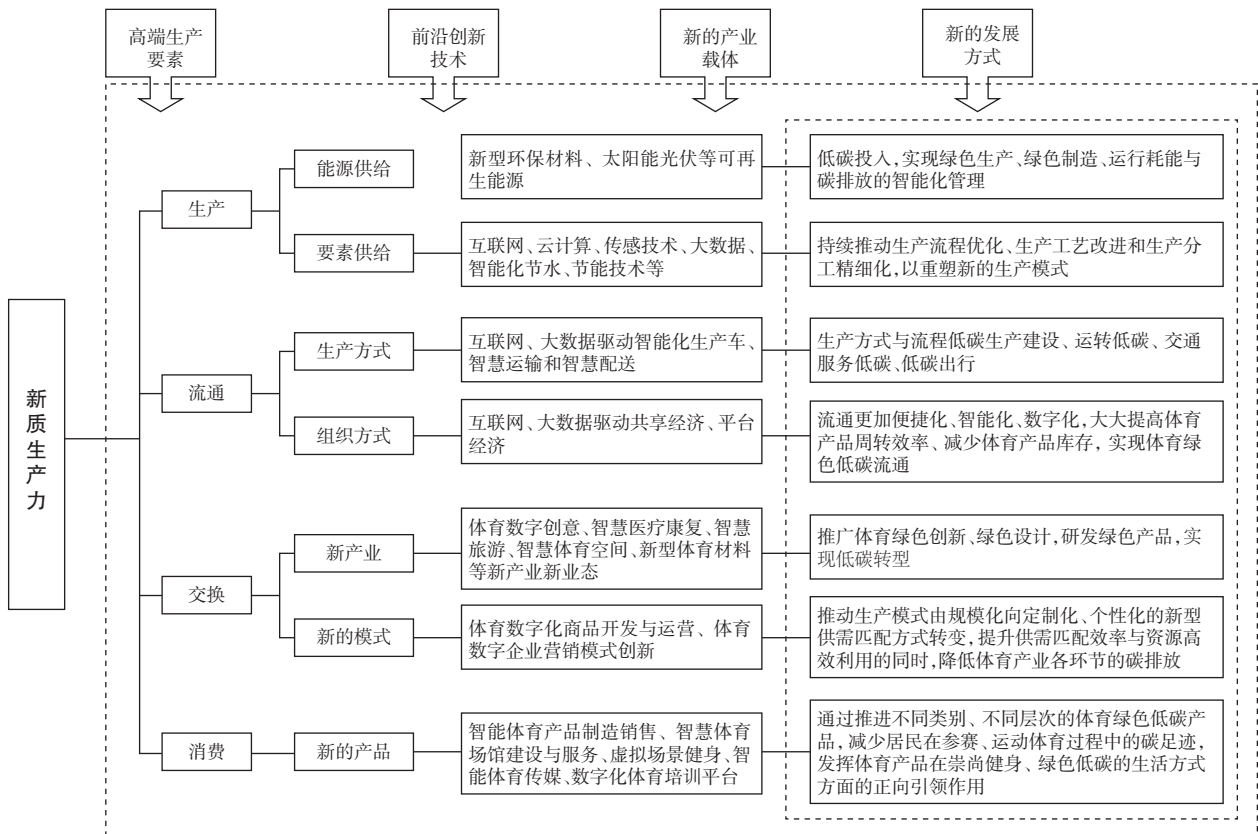 高端生产
要素
前沿创新
技术
新的产业
载体
新的发展
方式
新质生产力
生产
能源供给
新型环保材料、太阳能光伏等可再
生能源
低碳投入,实现绿色生产、绿色制造、运行耗能与
碳排放的智能化管理
要素供给
互联网、云计算、传感技术、大数据、
智能化节水、节能技术等
持续推动生产流程优化、生产工艺改进和生产分
工精细化,以重塑新的生产模式
流通
生产方式
互联网、大数据驱动智能化生产车、
智慧运输和智慧配送
生产方式与流程低碳生产建设、运转低碳、交通
服务低碳、低碳出行
组织方式
互联网、大数据驱动共享经济、平台
经济
流通更加便捷化、智能化、数字化,大大提高体育
产品周转效率、减少体育产品库存,实现体育绿
色低碳流通
交换
新产业
体育数字创意、智慧医疗康复、智慧
旅游、智慧体育空间、新型体育材料
等新产业新业态
推广体育绿色创新、绿色设计,研发绿色产品,实
现低碳转型
新的模式
体育数字化商品开发与运营、体育
数字企业营销模式创新
推动生产模式由规模化向定制化、个性化的新型
供需匹配方式转变,提升供需匹配效率与资源高
效利用的同时,降低体育产业各环节的碳排放
消费
新的产品
智能体育产品制造销售、智慧体育
场馆建设与服务、虚拟场景健身、智
能体育传媒、数字化体育培训平台
通过推进不同类别、不同层次的体育绿色低碳产
品,减少居民在参赛、运动体育过程中的碳足迹,
发挥体育产品在崇尚健身、绿色低碳的生活方式
方面的正向引领作用